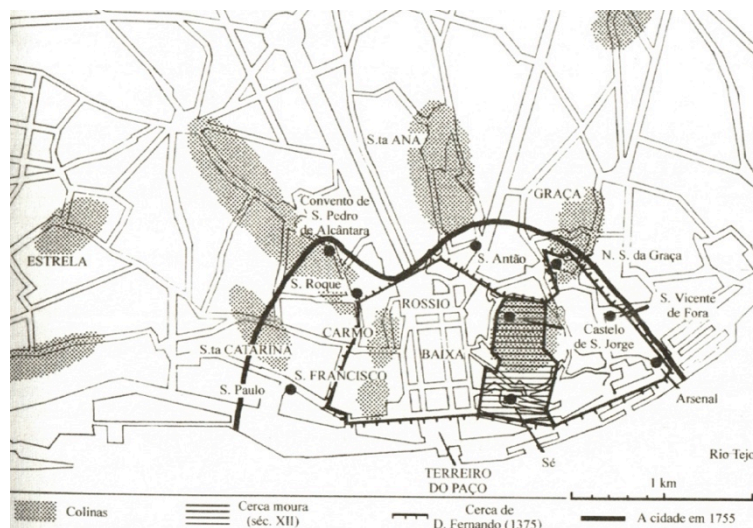 S.ta ANA
Convento de
S. Pedro
de Alcântara
GRAÇA
ESTRELA
S. Antão
N. S. da Graça
S. Roque
ROSSIO
S. Vicente
de Fora
CARMO
Castelo
de S. Jorge
S.ta CATARINA
BAIXA
S. FRANCISCO
S. Paulo
Arsenal
Sé
Rio Tejo
TERREIRO
DO PAÇO
1 km
Colinas
Cerca moura
(séc. XII)
Cerca de
D. Fernando (1375)
A cidade em 1755